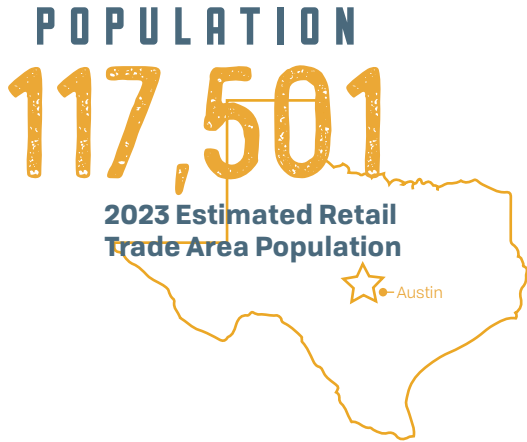 POPULATION
117,501
2023 Estimated Retail
Trade Area Population
Austin